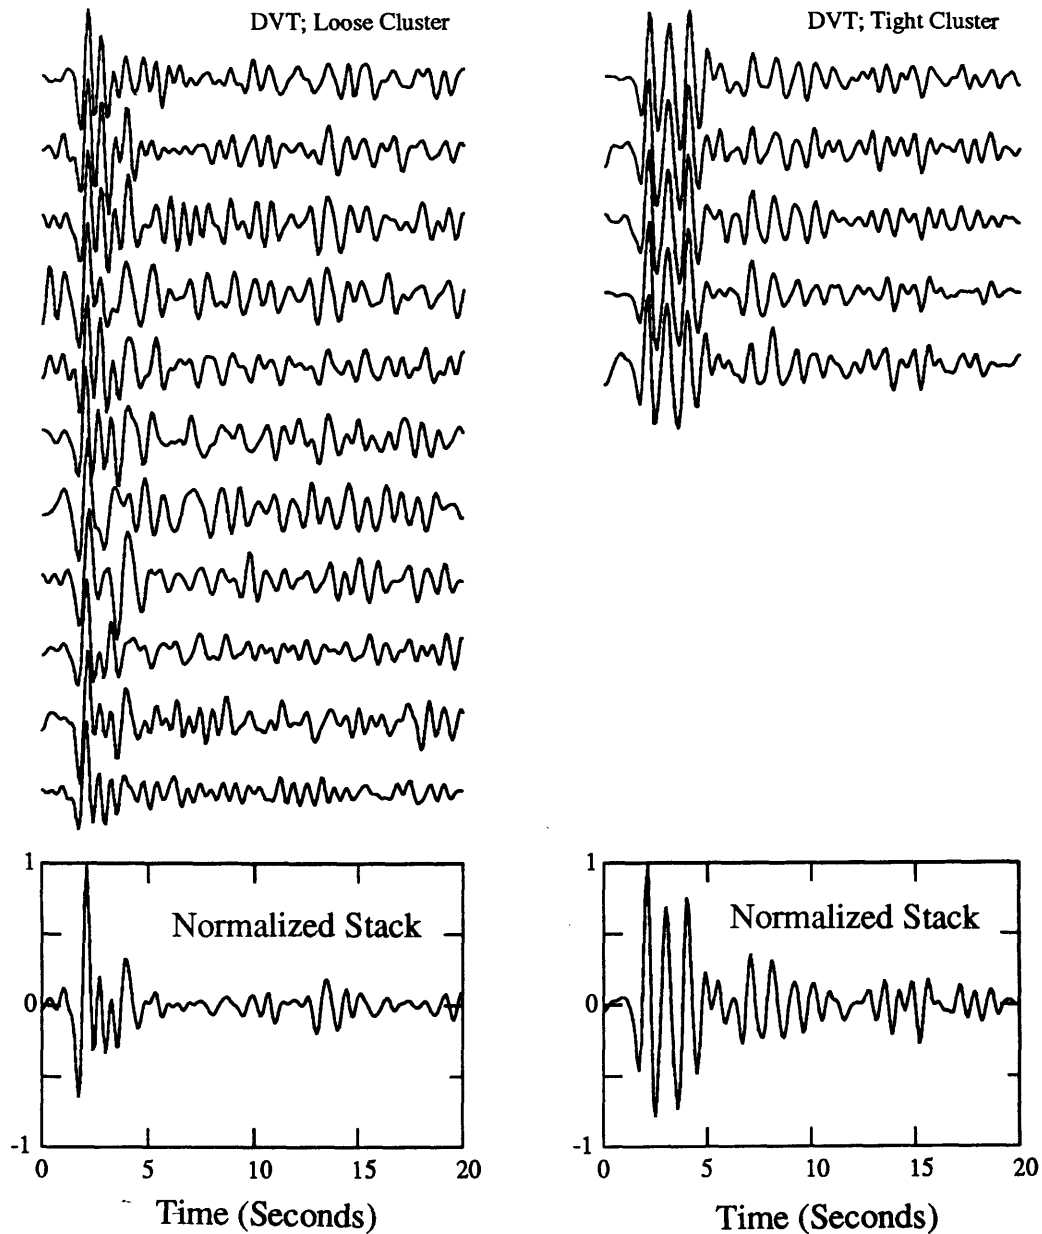 DVT; Loose Cluster
DVT; Tight Cluster
1
0
-1
Normalized Stack
0 5 10 15 20
Time (Seconds)
1
0
-1
Normalized Stack
0 5 10 15 20
Time (Seconds)